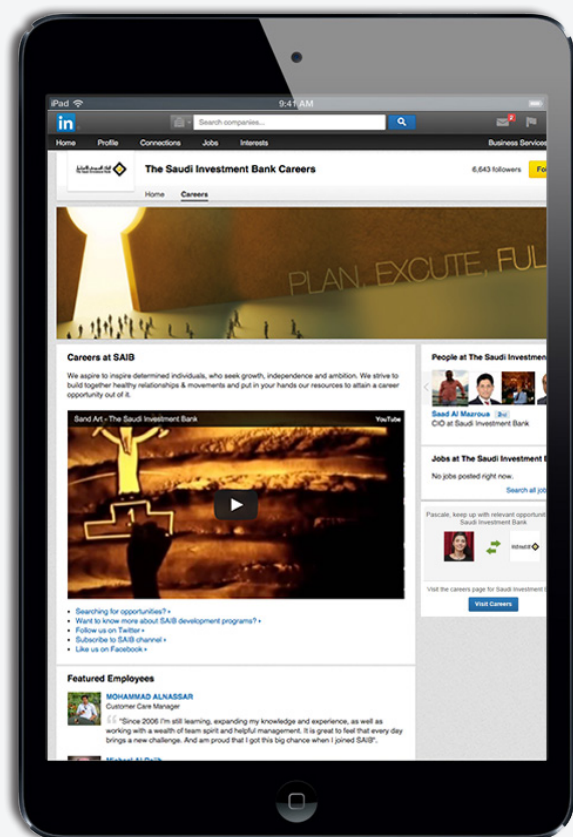 iPad 9:41 AM
in Search companies... 2
Home Profile Connections Jobs Interests Business Services
The Saudi Investment Bank Careers 6,643 followers Fol
Home Careers
PLAN, EXCUTE, FUL
Careers at SAIB
We aspire to inspire determined individuals, who seek growth, independence and ambition. We strive to
build together healthy relationships & movements and put in your hands our resources to attain a career
opportunity out of it.
Sand Art - The Saudi Investment Bank YouTube
Searching for opportunities?
Want to know more about SAIB development programs?
Follow us on Twitter
Subscribe to SAIB channel
Like us on Facebook
Featured Employees
MOHAMMAD ALNASSAR
Customer Care Manager
"Since 2006 I'm still learning, expanding my knowledge and experience, as well as
working with a wealth of team spirit and helpful management. It is great to feel that every day
brings a new challenge. And am proud that I got this big chance when I joined SAIB".
People at The Saudi Investmen
Saad Al Mazroua 2nd
CIO at Saudi Investment Bank
Jobs at The Saudi Investment B
No jobs posted right now.
Search all job
Pascale, keep up with relevant opportunit
Saudi Investment Bank
Visit the careers page for Saudi Investment B
Visit Careers